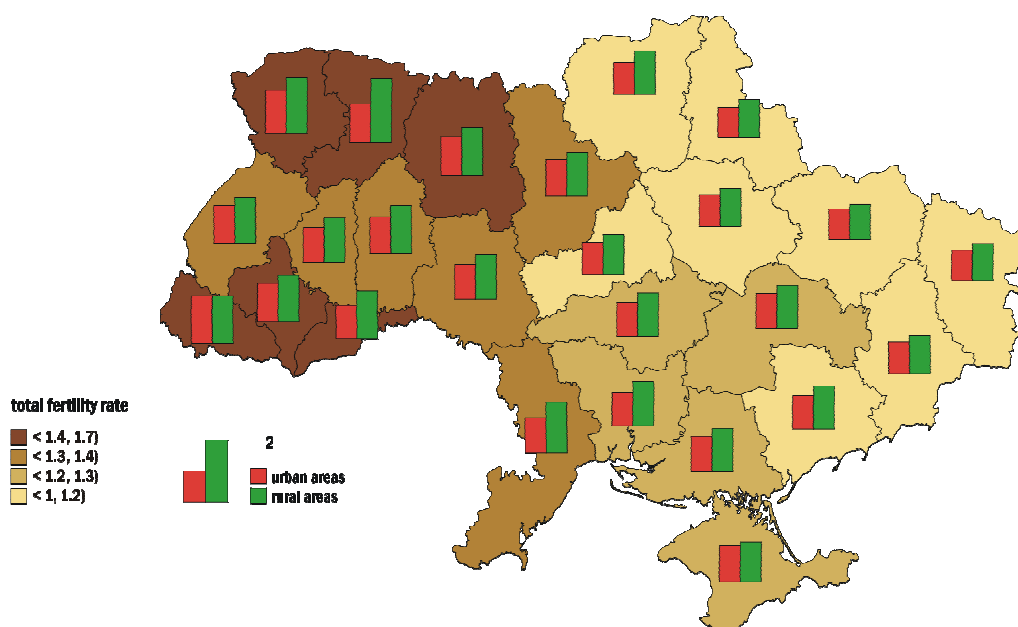 total fertility rate
< 1.4, 1.7)
< 1.3, 1.4)
< 1.2, 1.3)
< 1, 1.2)
2
urban areas
rural areas